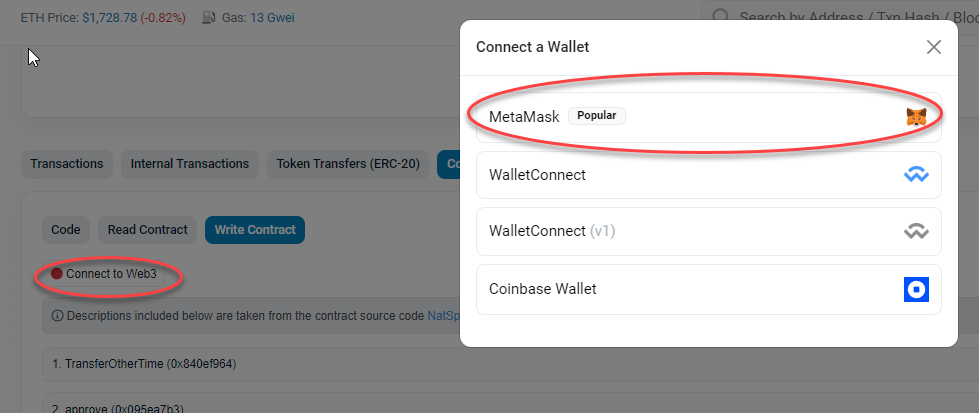 ETH Price: $1,728.78 (-0.82%) Gas: 13 Gwei
Search by Address / Txn Hash / Bloc
Connect a Wallet
MetaMask Popular
WalletConnect
WalletConnect (v1)
Coinbase Wallet
Transactions Internal Transactions Token Transfers (ERC-20) Co
Code Read Contract Write Contract
Connect to Web3
Descriptions included below are taken from the contract source code NatSp
1. TransferOtherTime (0x840ef964)
2. approve (0x095ea7b3)